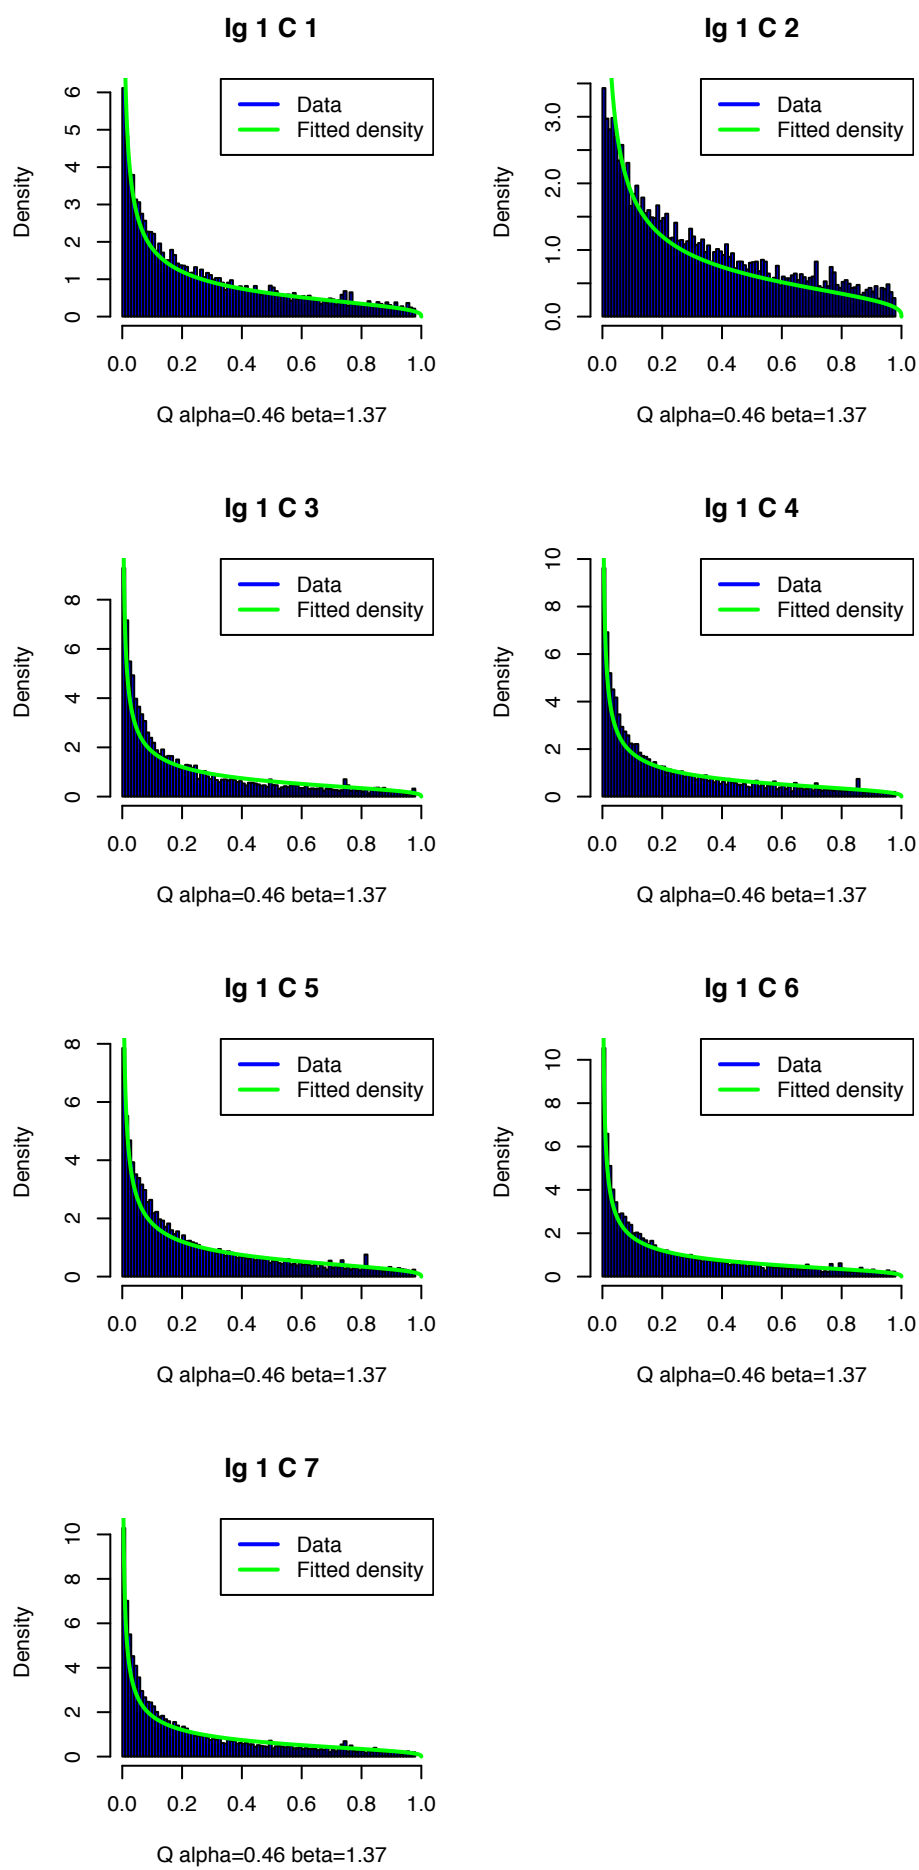 Ig 1 C 1
Density
0 1 2 3 4 5 6
Data
Fitted density
0.0 0.2 0.4 0.6 0.8 1.0
Q alpha=0.46 beta=1.37
Ig 1 C 2
Density
0.0 1.0 2.0 3.0
Data
Fitted density
0.0 0.2 0.4 0.6 0.8 1.0
Q alpha=0.46 beta=1.37
Ig 1 C 3
Density
0 2 4 6 8
Data
Fitted density
0.0 0.2 0.4 0.6 0.8 1.0
Q alpha=0.46 beta=1.37
Ig 1 C 4
Density
0 2 4 6 8 10
Data
Fitted density
0.0 0.2 0.4 0.6 0.8 1.0
Q alpha=0.46 beta=1.37
Ig 1 C 5
Density
0 2 4 6 8
Data
Fitted density
0.0 0.2 0.4 0.6 0.8 1.0
Q alpha=0.46 beta=1.37
Ig 1 C 6
Density
0 2 4 6 8 10
Data
Fitted density
0.0 0.2 0.4 0.6 0.8 1.0
Q alpha=0.46 beta=1.37
Ig 1 C 7
Density
0 2 4 6 8 10
Data
Fitted density
0.0 0.2 0.4 0.6 0.8 1.0
Q alpha=0.46 beta=1.37